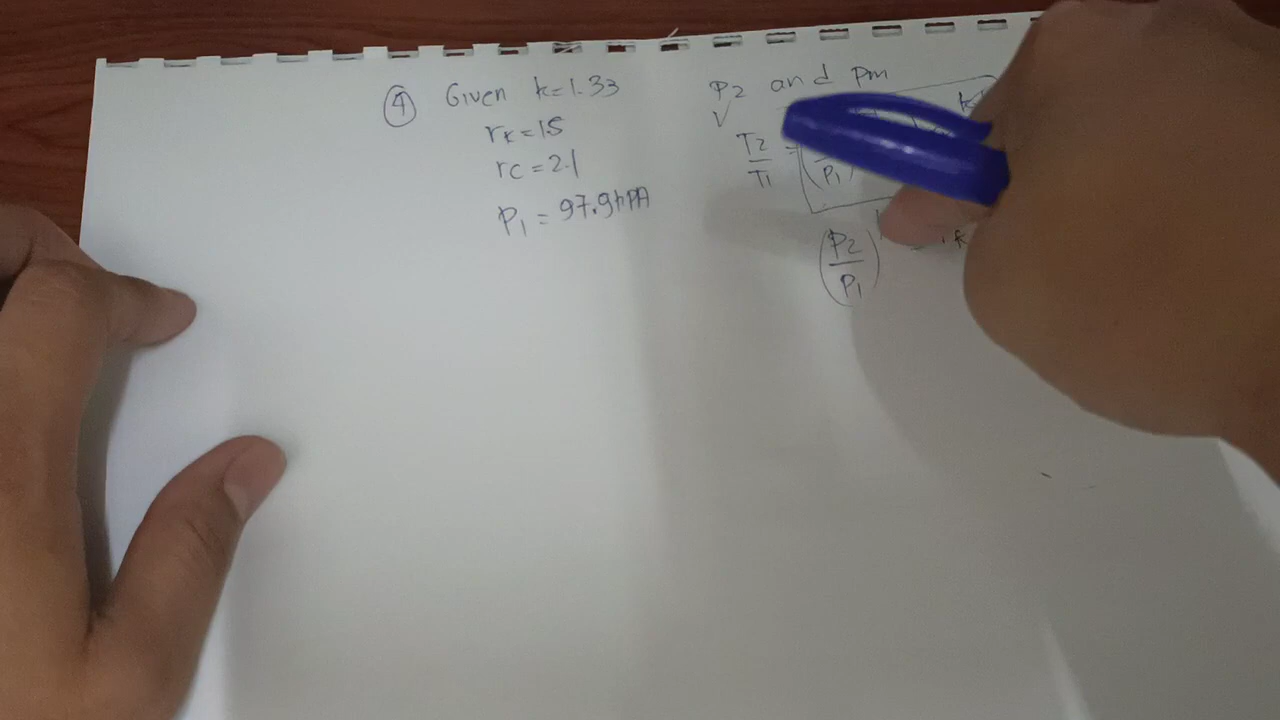 ④ Given k=1.33
rk=15
rc=2.1
P1 = 97.9kPA
P2 and Pm
T2/T1 =
P1
(P2/P1) = rk